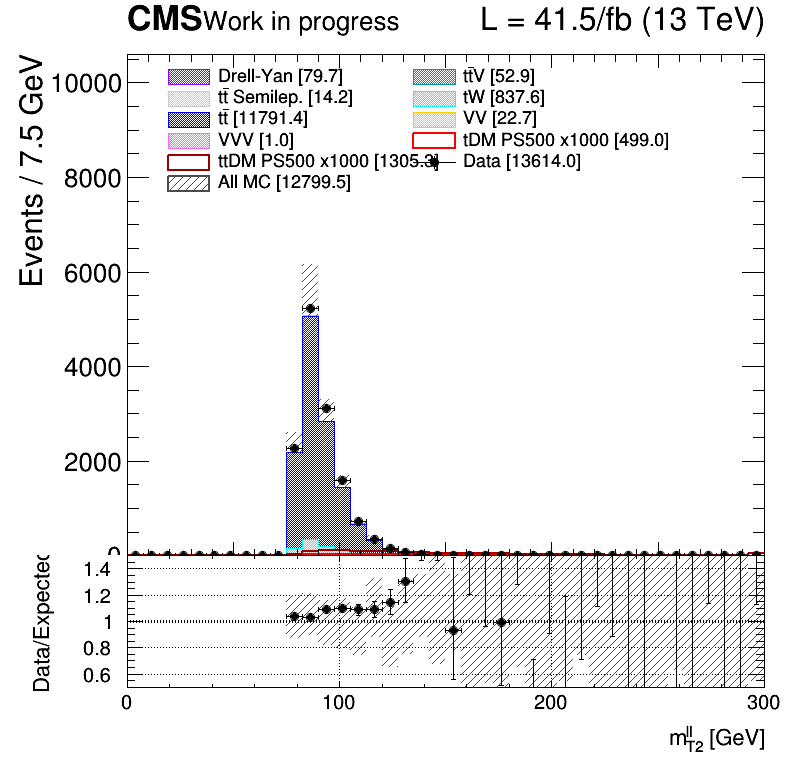 CMS Work in progress L = 41.5/fb (13 TeV)
Events / 7.5 GeV
10000
8000
6000
4000
2000
0
Drell-Yan [79.7]
tt̄ Semilep. [14.2]
tt̄ [11791.4]
VVV [1.0]
ttDM PS500 x1000 [1305.3]
All MC [12799.5]
tt̄V [52.9]
tW [837.6]
VV [22.7]
tDM PS500 x1000 [499.0]
Data [13614.0]
Data/Expected
1.4
1.2
1
0.8
0.6
0 100 200 300
m_{T2}^{ll} [GeV]